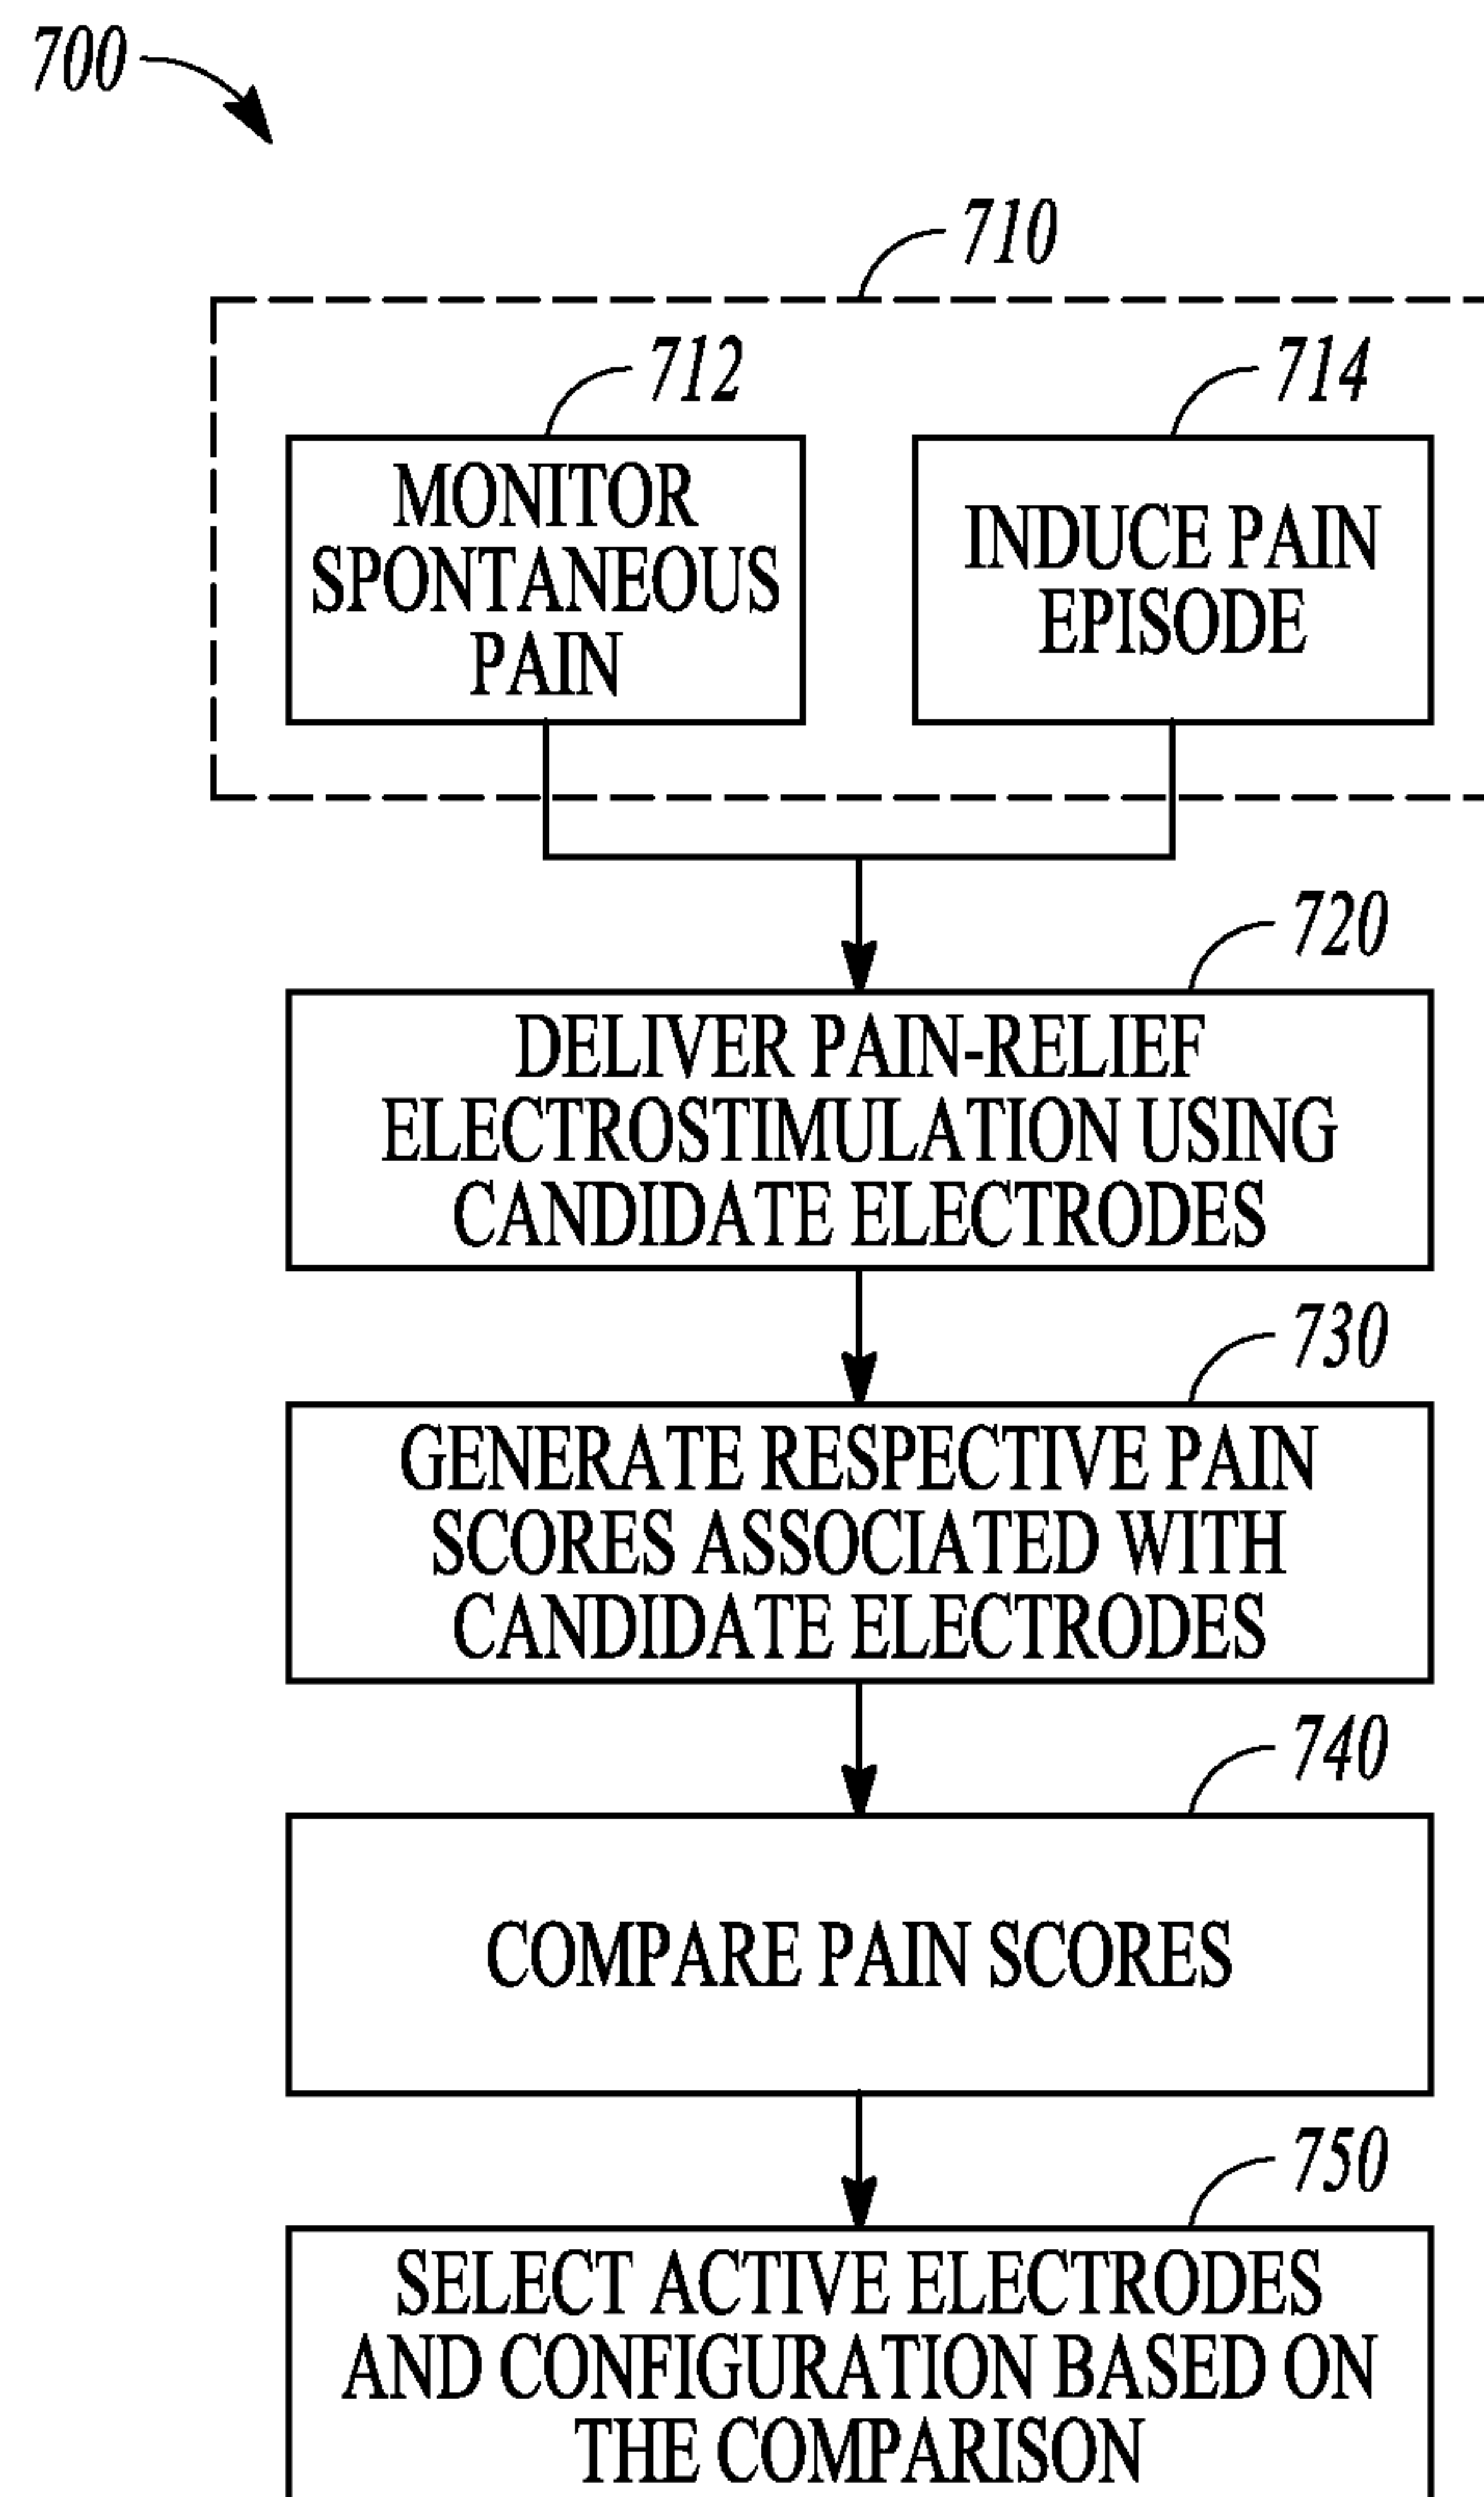 700
710
712
714
MONITOR
SPONTANEOUS
PAIN
INDUCE PAIN
EPISODE
720
DELIVER PAIN-RELIEF
ELECTROSTIMULATION USING
CANDIDATE ELECTRODES
730
GENERATE RESPECTIVE PAIN
SCORES ASSOCIATED WITH
CANDIDATE ELECTRODES
740
COMPARE PAIN SCORES
750
SELECT ACTIVE ELECTRODES
AND CONFIGURATION BASED ON
THE COMPARISON